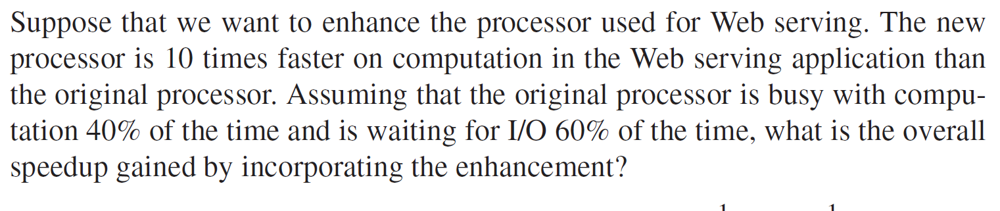 Suppose that we want to enhance the processor used for Web serving. The new
processor is 10 times faster on computation in the Web serving application than
the original processor. Assuming that the original processor is busy with compu-
tation 40% of the time and is waiting for I/O 60% of the time, what is the overall
speedup gained by incorporating the enhancement?